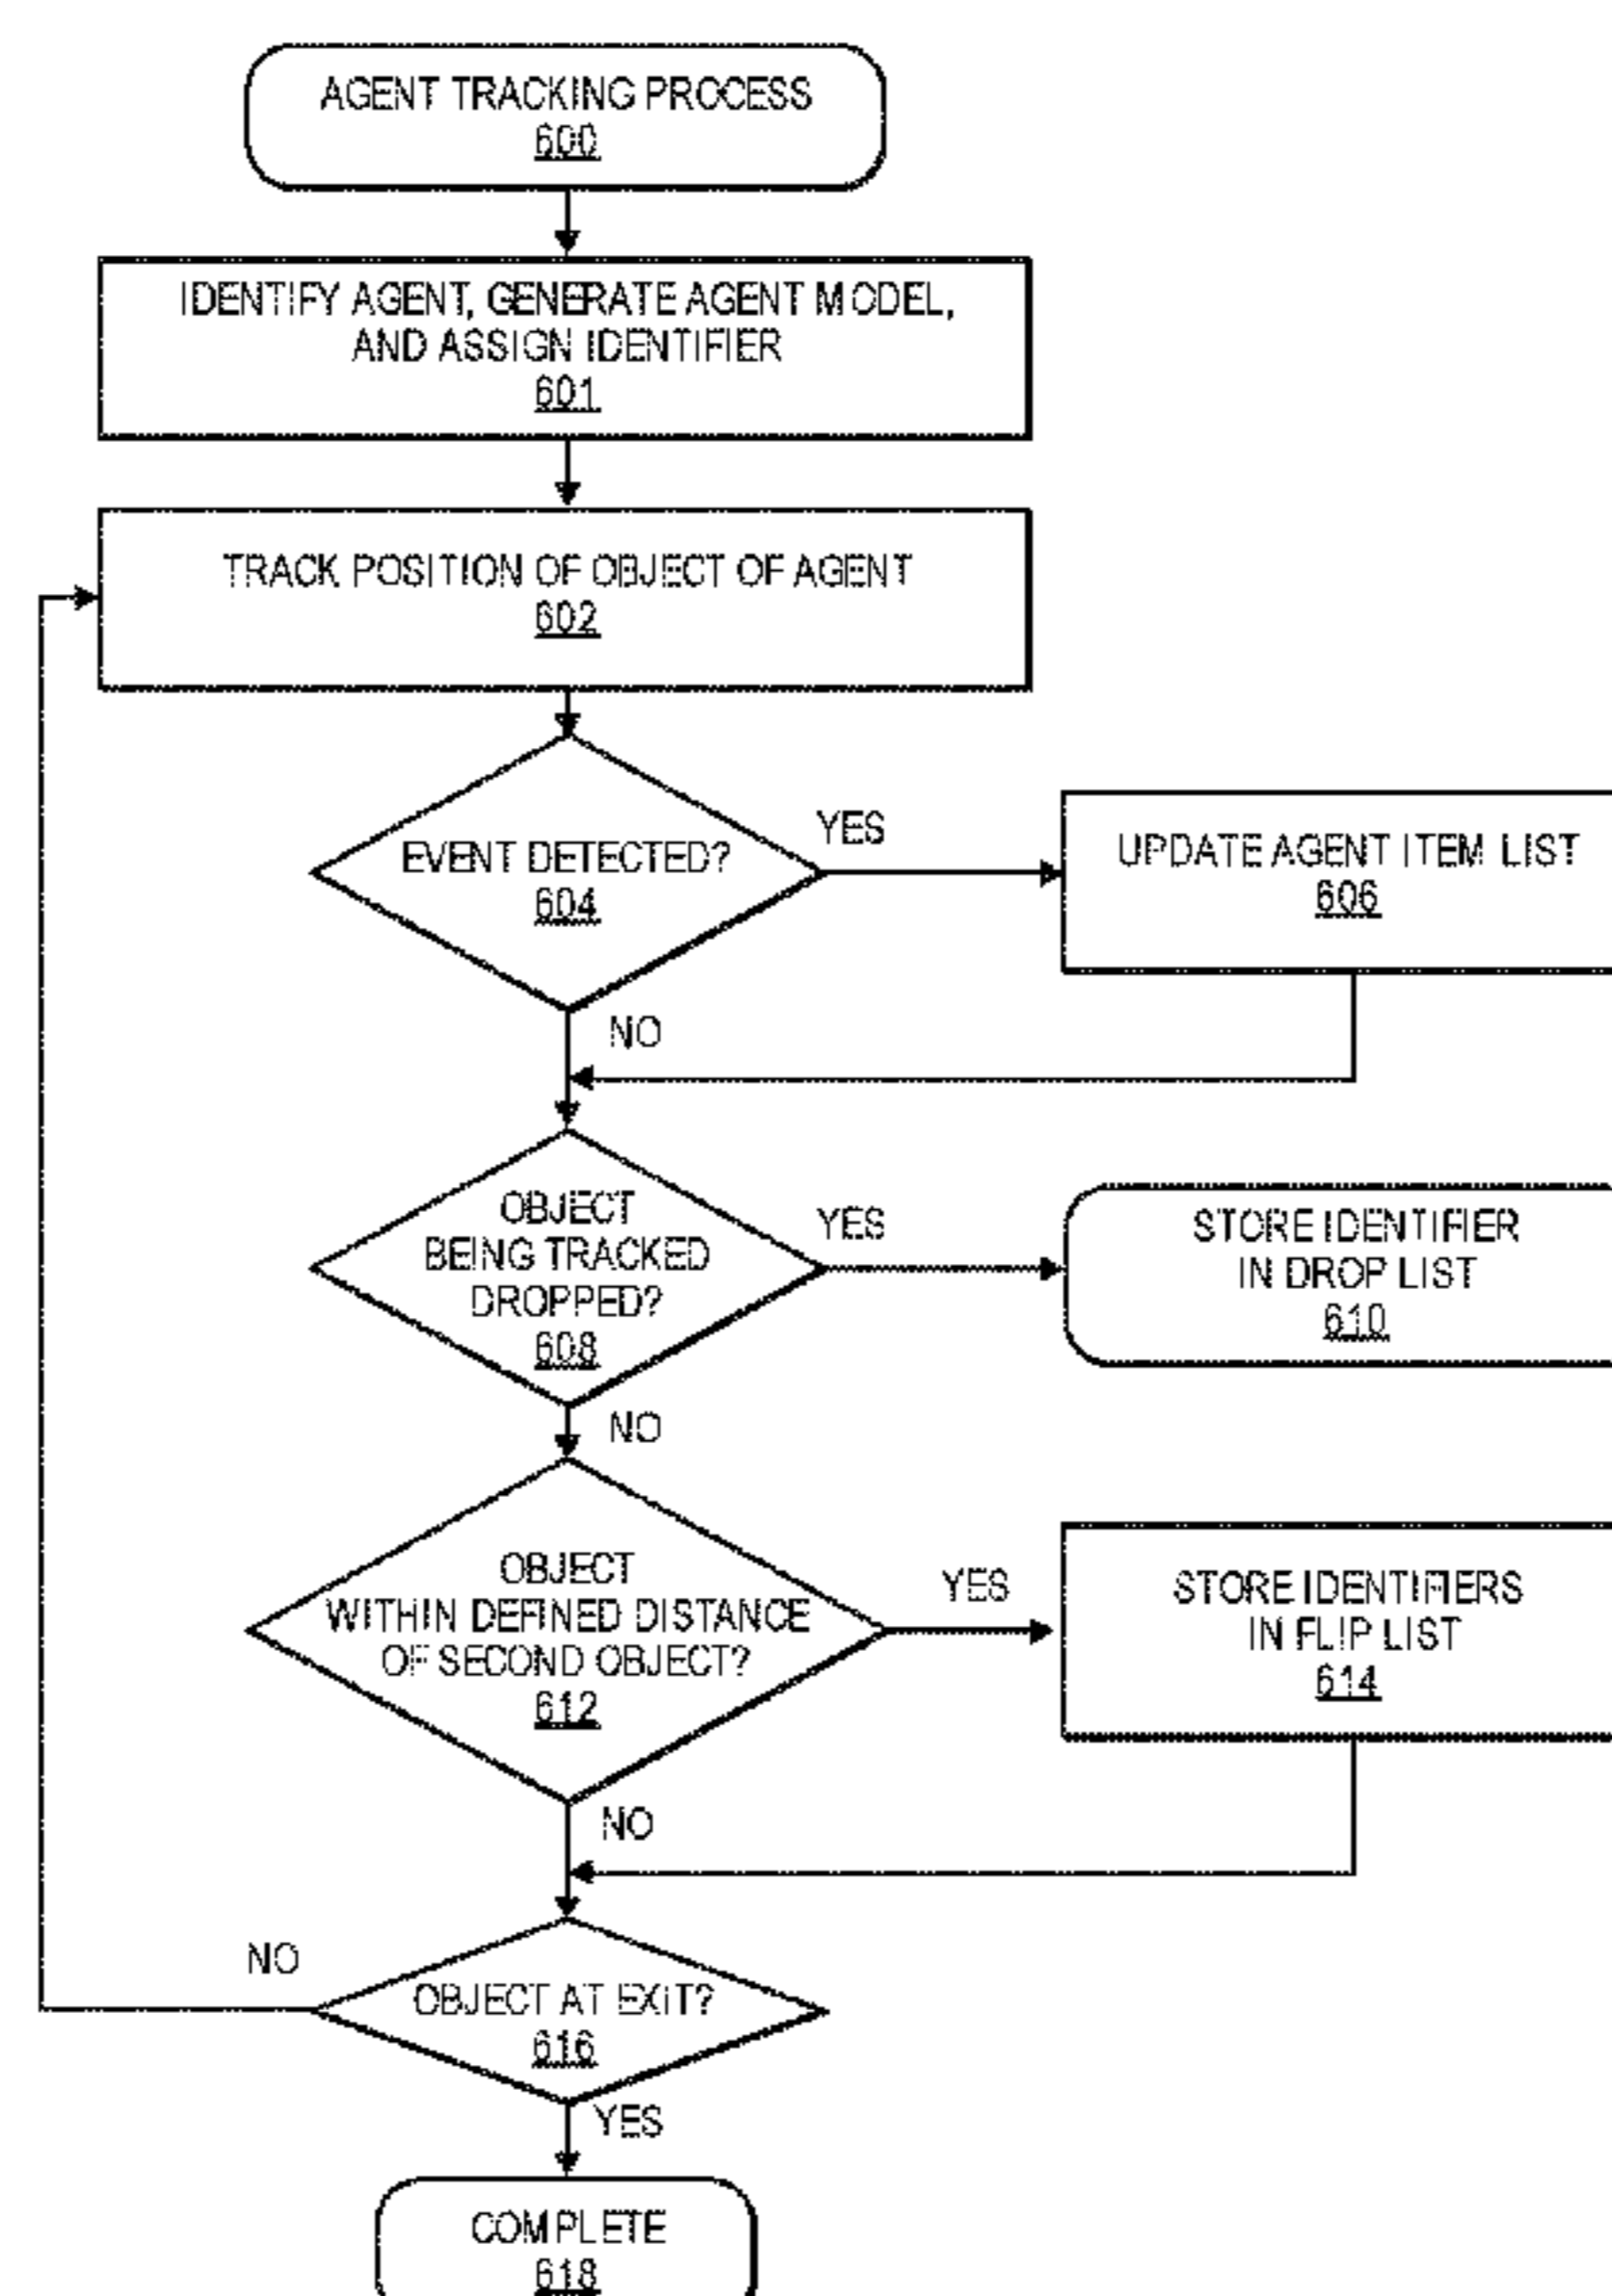 AGENT TRACKING PROCESS
600
IDENTIFY AGENT, GENERATE AGENT MODEL,
AND ASSIGN IDENTIFIER
601
TRACK POSITION OF OBJECT OF AGENT
602
EVENT DETECTED?
604
YES
UPDATE AGENT ITEM LIST
606
NO
OBJECT
BEING TRACKED
DROPPED?
608
YES
STORE IDENTIFIER
IN DROP LIST
610
NO
OBJECT
WITHIN DEFINED DISTANCE
OF SECOND OBJECT?
612
YES
STORE IDENTIFIERS
IN FLIP LIST
614
NO
NO
OBJECT AT EXIT?
616
YES
COMPLETE
618